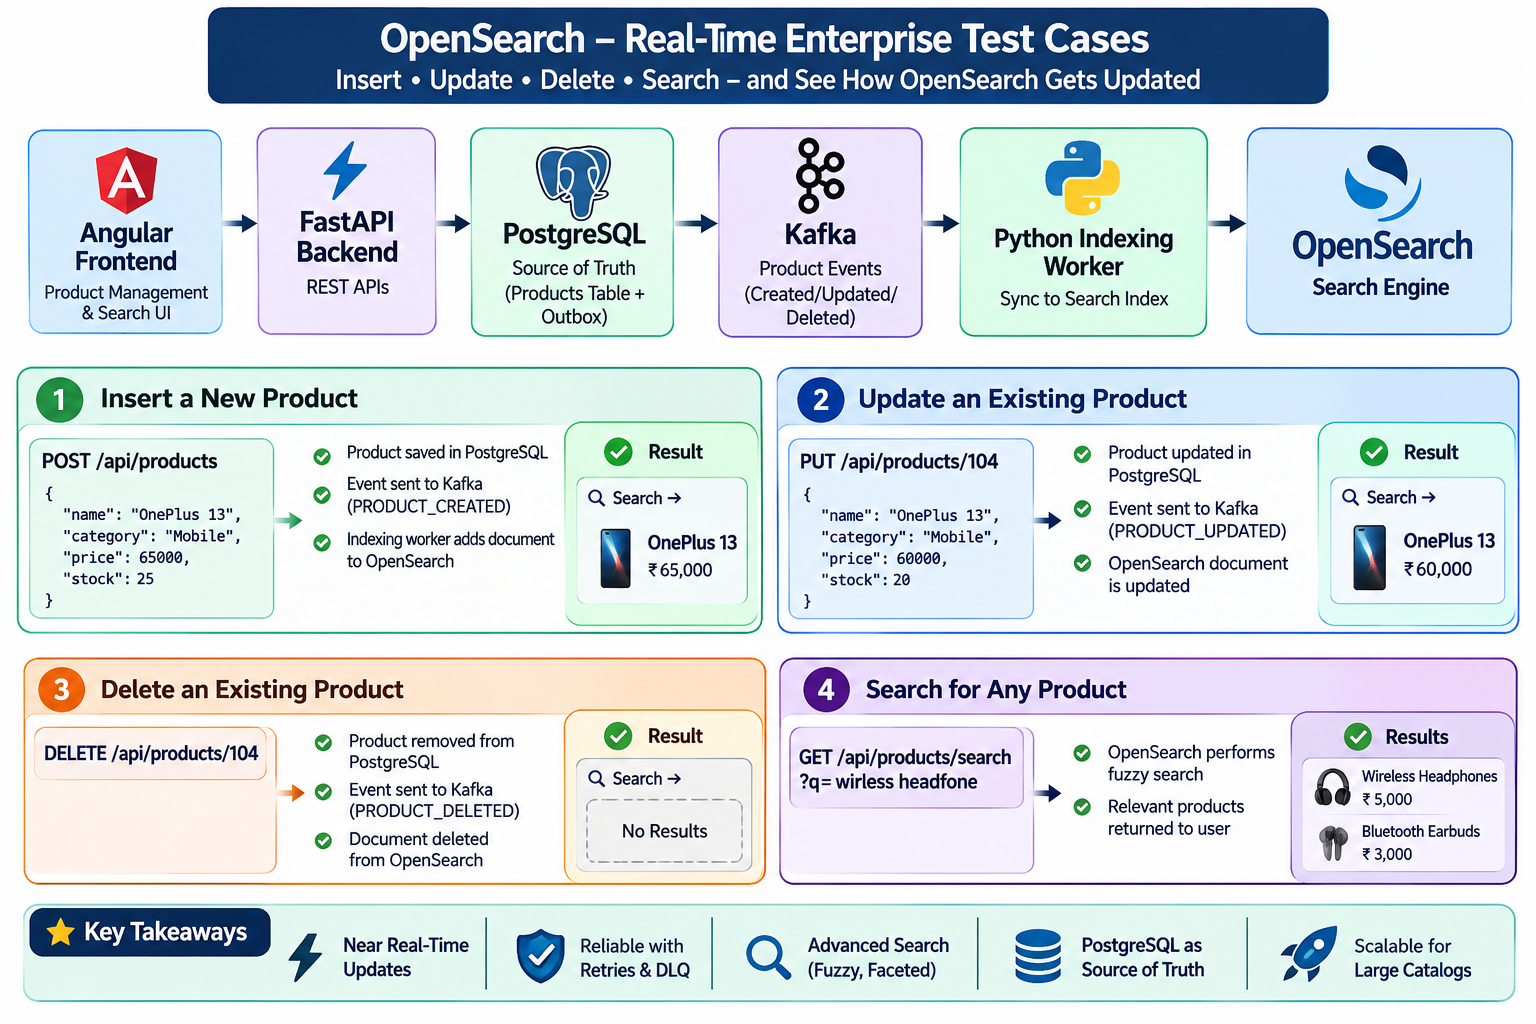 OpenSearch – Real-Time Enterprise Test Cases
Insert • Update • Delete • Search – and See How OpenSearch Gets Updated
Angular
Frontend
Product Management
& Search UI
FastAPI
Backend
REST APIs
PostgreSQL
Source of Truth
(Products Table +
Outbox)
Kafka
Product Events
(Created/Updated/
Deleted)
Python Indexing
Worker
Sync to Search Index
OpenSearch
Search Engine
1 Insert a New Product
POST /api/products
{
"name": "OnePlus 13",
"category": "Mobile",
"price": 65000,
"stock": 25
}
Product saved in PostgreSQL
Event sent to Kafka
(PRODUCT_CREATED)
Indexing worker adds document
to OpenSearch
Result
Search →
OnePlus 13
₹ 65,000
2 Update an Existing Product
PUT /api/products/104
{
"name": "OnePlus 13",
"category": "Mobile",
"price": 60000,
"stock": 20
}
Product updated in
PostgreSQL
Event sent to Kafka
(PRODUCT_UPDATED)
OpenSearch document
is updated
Result
Search →
OnePlus 13
₹ 60,000
3 Delete an Existing Product
DELETE /api/products/104
Product removed from
PostgreSQL
Event sent to Kafka
(PRODUCT_DELETED)
Document deleted
from OpenSearch
Result
Search →
No Results
4 Search for Any Product
GET /api/products/search
?q= wirless headfone
OpenSearch performs
fuzzy search
Relevant products
returned to user
Results
Wireless Headphones
₹ 5,000
Bluetooth Earbuds
₹ 3,000
Key Takeaways
Near Real-Time
Updates
Reliable with
Retries & DLQ
Advanced Search
(Fuzzy, Faceted)
PostgreSQL as
Source of Truth
Scalable for
Large Catalogs